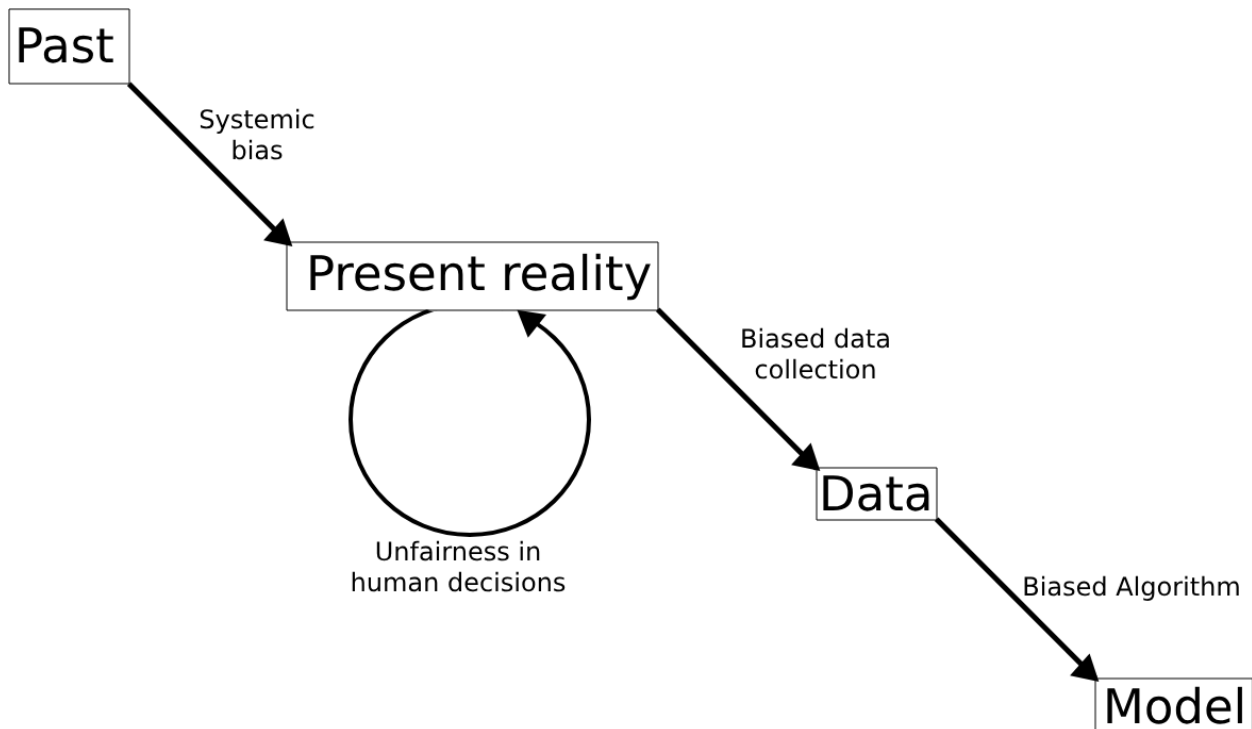 Past
Systemic
bias
Present reality
Biased data
collection
Data
Unfairness in
human decisions
Biased Algorithm
Model